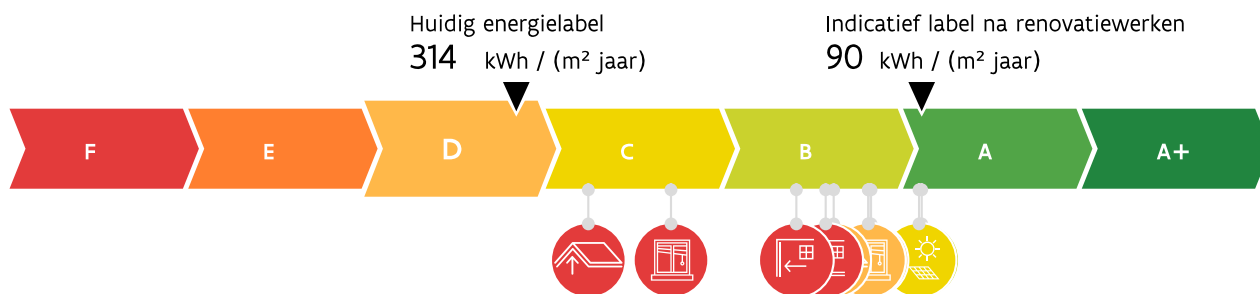 Huidig energielabel
314 kWh / (m² jaar)
Indicatief label na renovatiewerken
90 kWh / (m² jaar)
F E D C B A A+